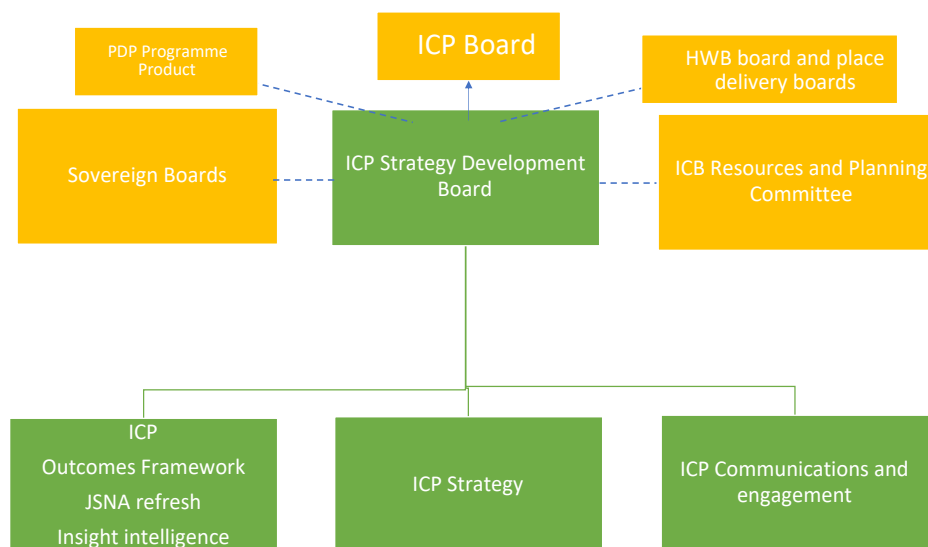 PDP Programme
Product
ICP Board
HWB board and place
delivery boards
Sovereign Boards
ICP Strategy Development
Board
ICB Resources and Planning
Committee
ICP
Outcomes Framework
JSNA refresh
Insight intelligence
ICP Strategy
ICP Communications and
engagement